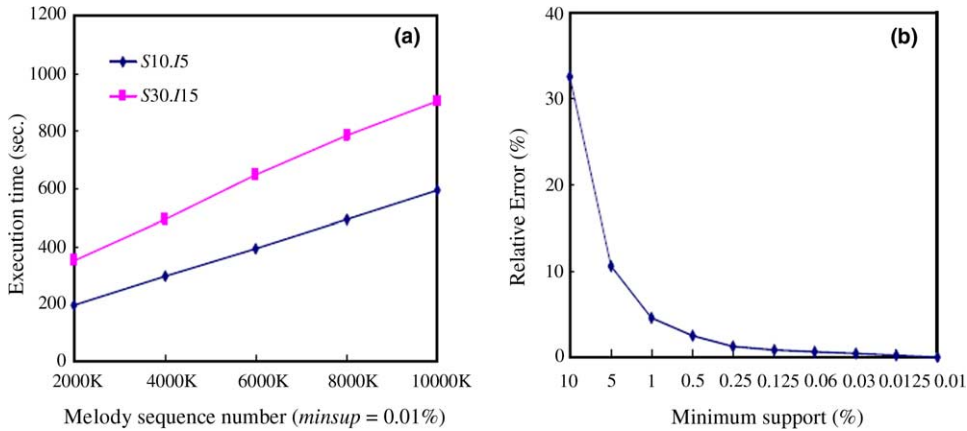 1200
1000
800
600
400
200
0
Execution time (sec.)
(a)
S10.I5
S30.I15
2000K 4000K 6000K 8000K 10000K
Melody sequence number (minsup = 0.01%)
40
30
20
10
0
Relative Error (%)
(b)
10 5 1 0.5 0.25 0.125 0.06 0.03 0.0125 0.01
Minimum support (%)